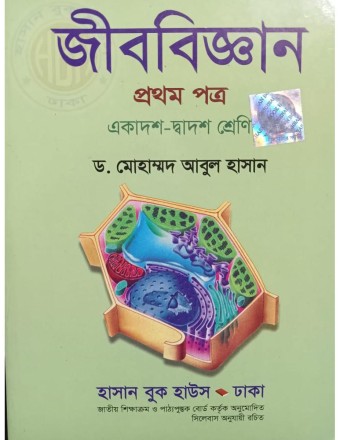 জীববিজ্ঞান
প্রথম পত্র
একাদশ-দ্বাদশ শ্রেণি
ড. মোহাম্মদ আবুল হাসান
হাসান বুক হাউস ঢাকা
জাতীয় শিক্ষাক্রম ও পাঠ্যপুস্তক বোর্ড কর্তৃক অনুমোদিত
সিলেবাস অনুযায়ী রচিত